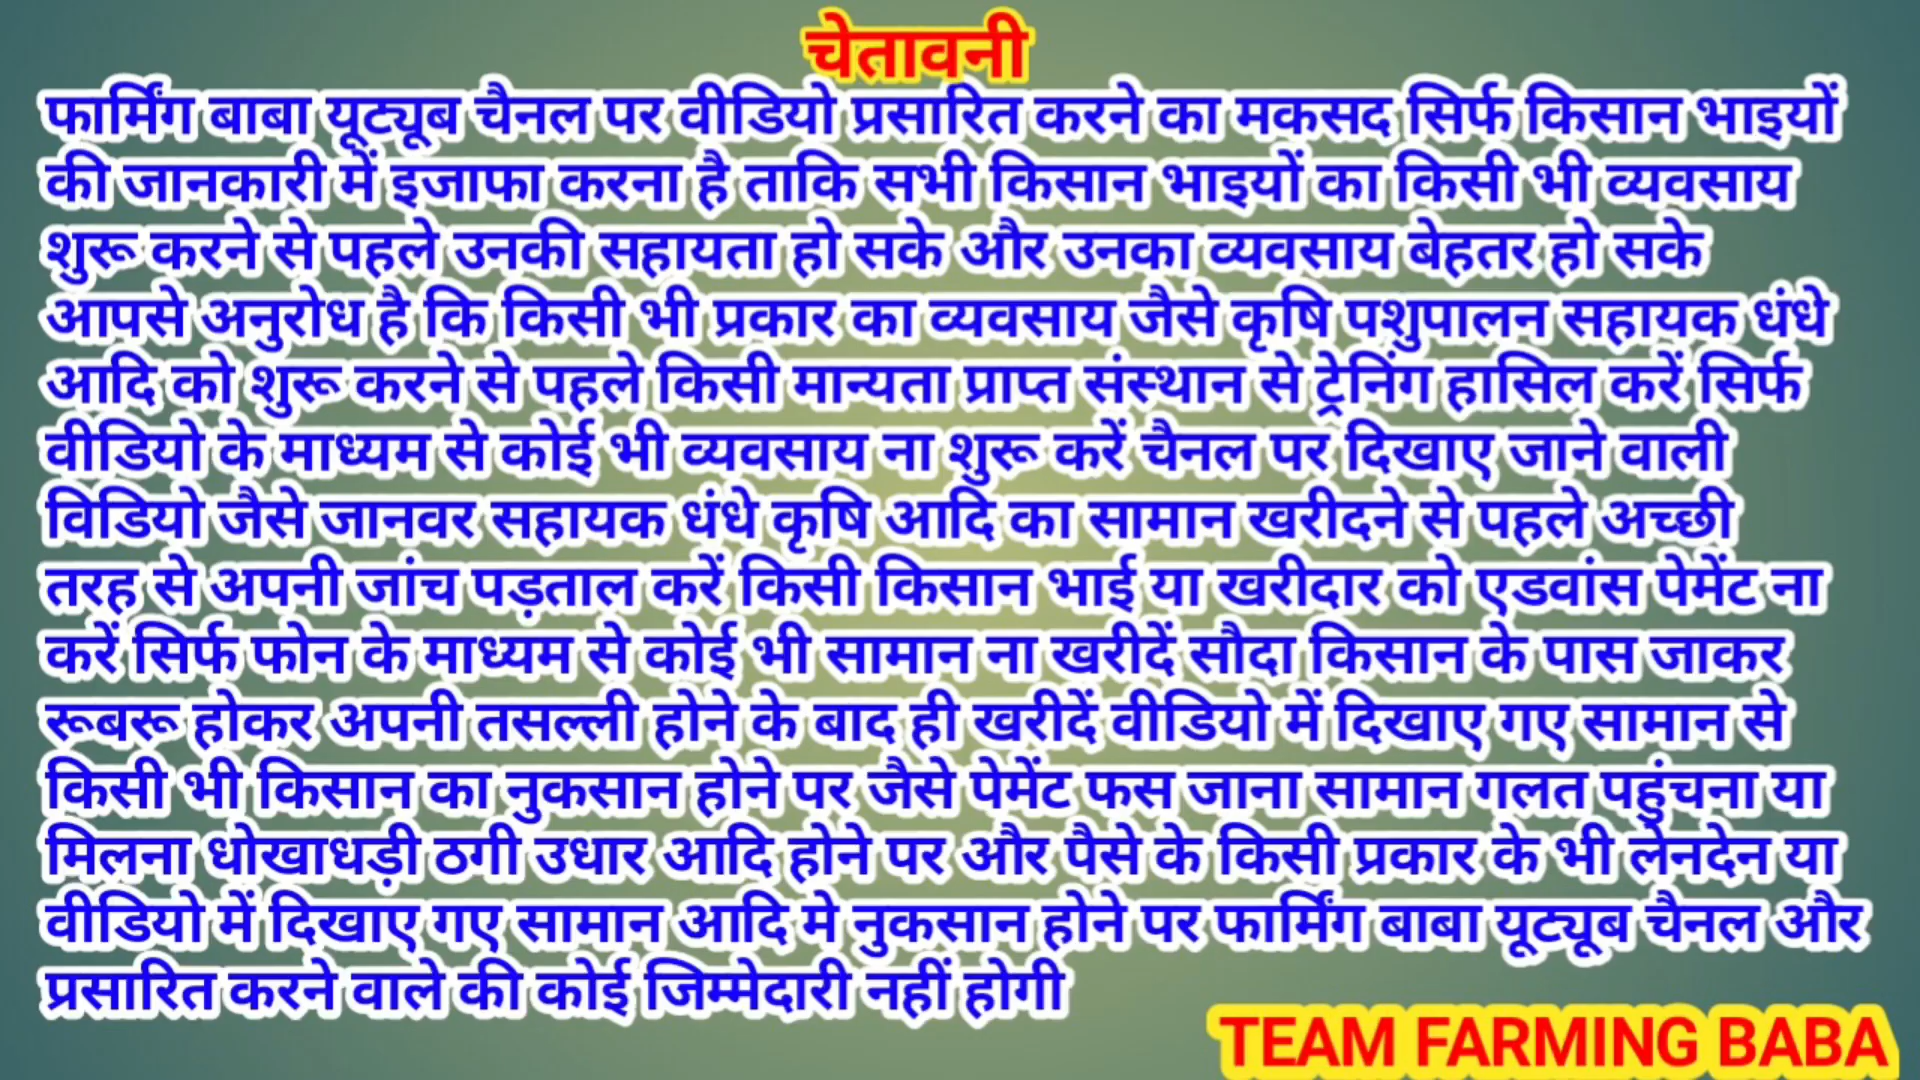 चेतावनी
फार्मिंग बाबा यूट्यूब चैनल पर वीडियो प्रसारित करने का मकसद सिर्फ किसान भाइयों
की जानकारी में इजाफा करना है ताकि सभी किसान भाइयों का किसी भी व्यवसाय
शुरू करने से पहले उनकी सहायता हो सके और उनका व्यवसाय बेहतर हो सके
आपसे अनुरोध है कि किसी भी प्रकार का व्यवसाय जैसे कृषि पशुपालन सहायक धंधे
आदि को शुरू करने से पहले किसी मान्यता प्राप्त संस्थान से ट्रेनिंग हासिल करें सिर्फ
वीडियो के माध्यम से कोई भी व्यवसाय ना शुरू करें चैनल पर दिखाए जाने वाली
विडियो जैसे जानवर सहायक धंधे कृषि आदि का सामान खरीदने से पहले अच्छी
तरह से अपनी जांच पड़ताल करें किसी किसान भाई या खरीदार को एडवांस पेमेंट ना
करें सिर्फ फोन के माध्यम से कोई भी सामान ना खरीदें सौदा किसान के पास जाकर
रूबरू होकर अपनी तसल्ली होने के बाद ही खरीदें वीडियो में दिखाए गए सामान से
किसी भी किसान का नुकसान होने पर जैसे पेमेंट फस जाना सामान गलत पहुंचना या
मिलना धोखाधड़ी ठगी उधार आदि होने पर और पैसे के किसी प्रकार के भी लेनदेन या
वीडियो में दिखाए गए सामान आदि मे नुकसान होने पर फार्मिंग बाबा यूट्यूब चैनल और
प्रसारित करने वाले की कोई जिम्मेदारी नहीं होगी
TEAM FARMING BABA